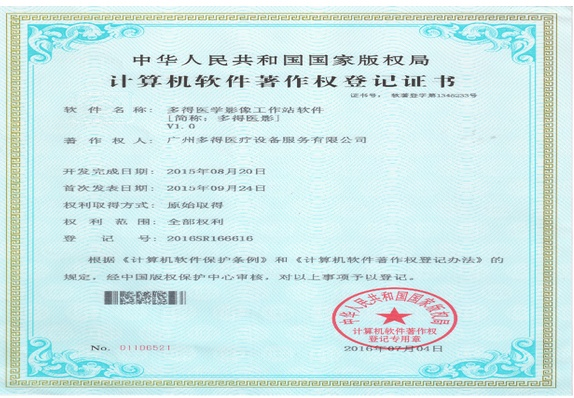 中华人民共和国国家版权局
计算机软件著作权登记证书
证书号： 软著登字第1345233号
软件名称： 多得医学影像工作站软件
[简称：多得医影]
V1.0
著作权人： 广州多得医疗设备服务有限公司
开发完成日期： 2015年08月20日
首次发表日期： 2015年09月24日
权利取得方式： 原始取得
权利范围： 全部权利
登记号： 2016SR166616
根据《计算机软件保护条例》和《计算机软件著作权登记办法》的
规定，经中国版权保护中心审核，对以上事项予以登记。
中华人民共和国国家版权局
计算机软件著作权
登记专用章
No. 01106521
2016年07月04日